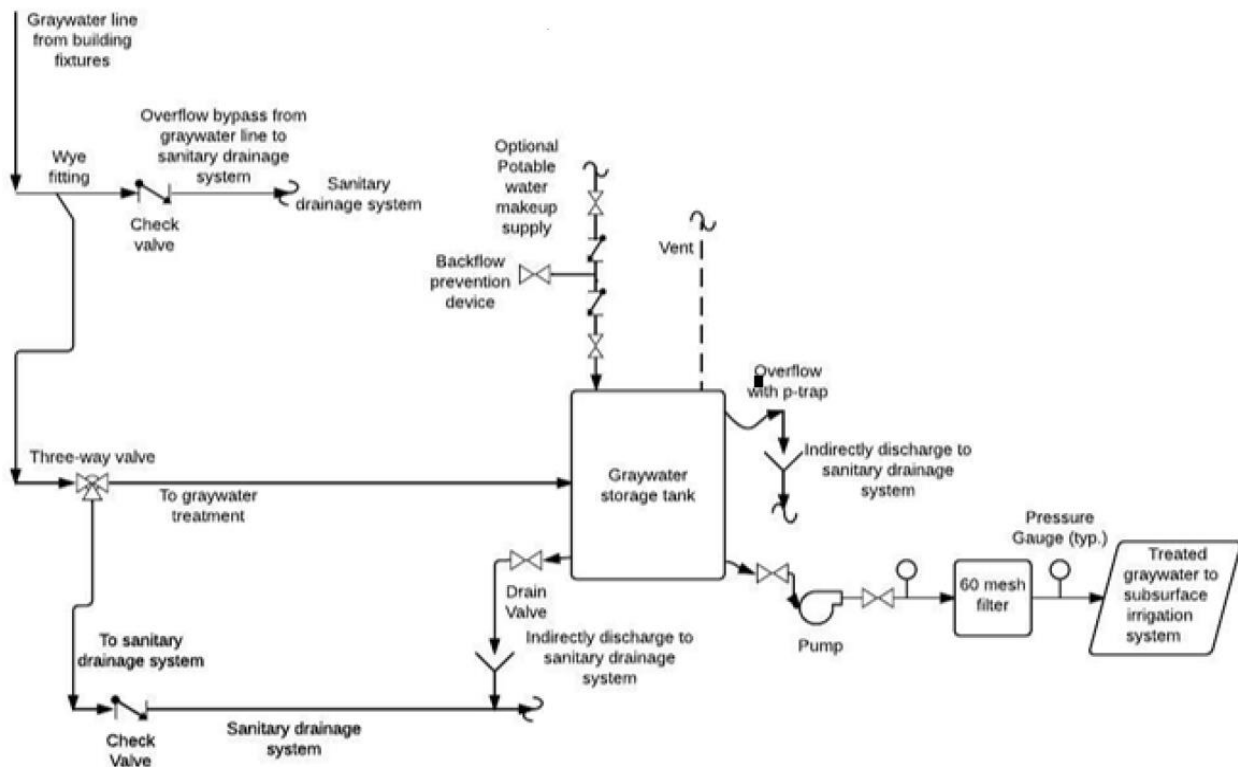 Graywater line
from building
fixtures
Overflow bypass from
graywater line to
sanitary drainage
system
Wye
fitting
Check
valve
Sanitary
drainage system
Optional
Potable
water
makeup
supply
Vent
Backflow
prevention
device
Overflow
with p-trap
Indirectly discharge to
sanitary drainage
system
Three-way valve
To graywater
treatment
Graywater
storage tank
Pressure
Gauge (typ.)
Drain
Valve
60 mesh
filter
Treated
graywater to
subsurface
irrigation
system
Pump
Indirectly discharge to
sanitary drainage
system
To sanitary
drainage system
Check
Valve
Sanitary drainage
system